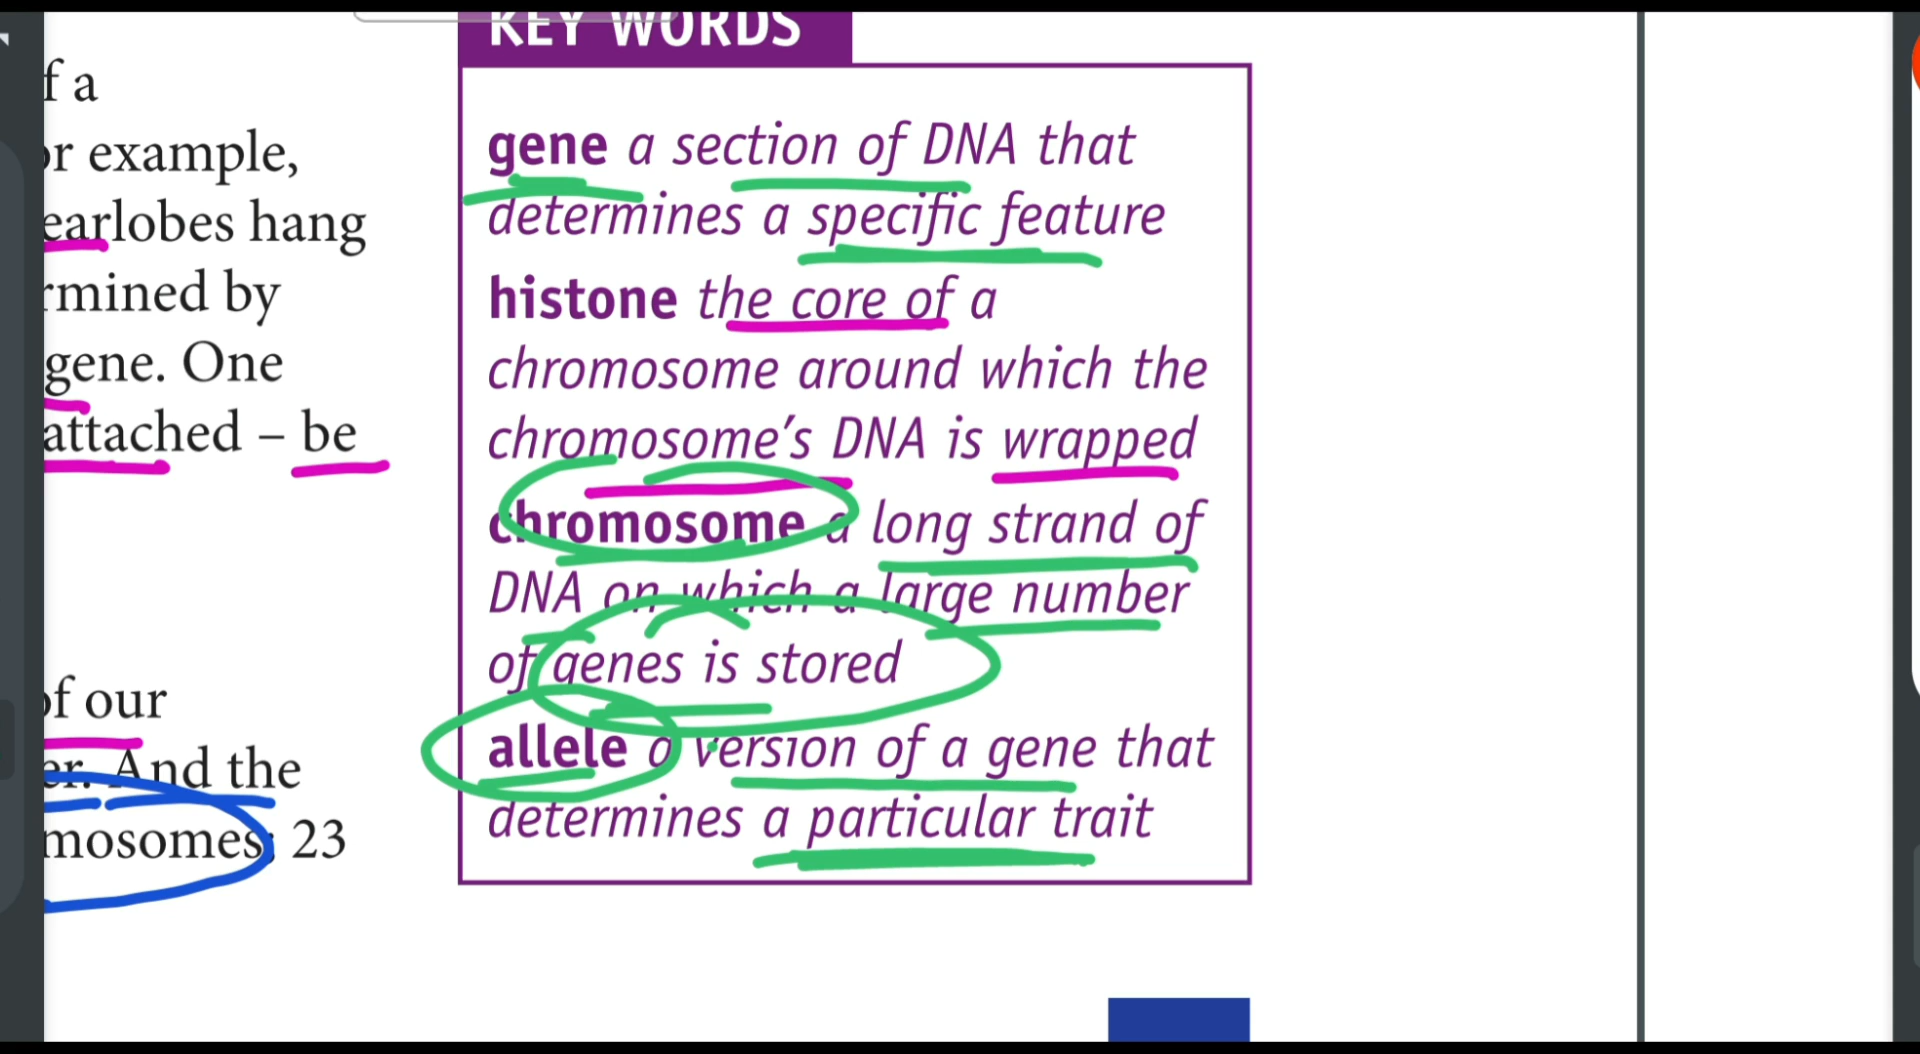 KEY WORDS
f a
or example,
earlobes hang
rmined by
gene. One
attached – be
of our
er. And the
mosomes; 23
gene a section of DNA that
determines a specific feature
histone the core of a
chromosome around which the
chromosome's DNA is wrapped
chromosome a long strand of
DNA on which a large number
of genes is stored
allele a version of a gene that
determines a particular trait